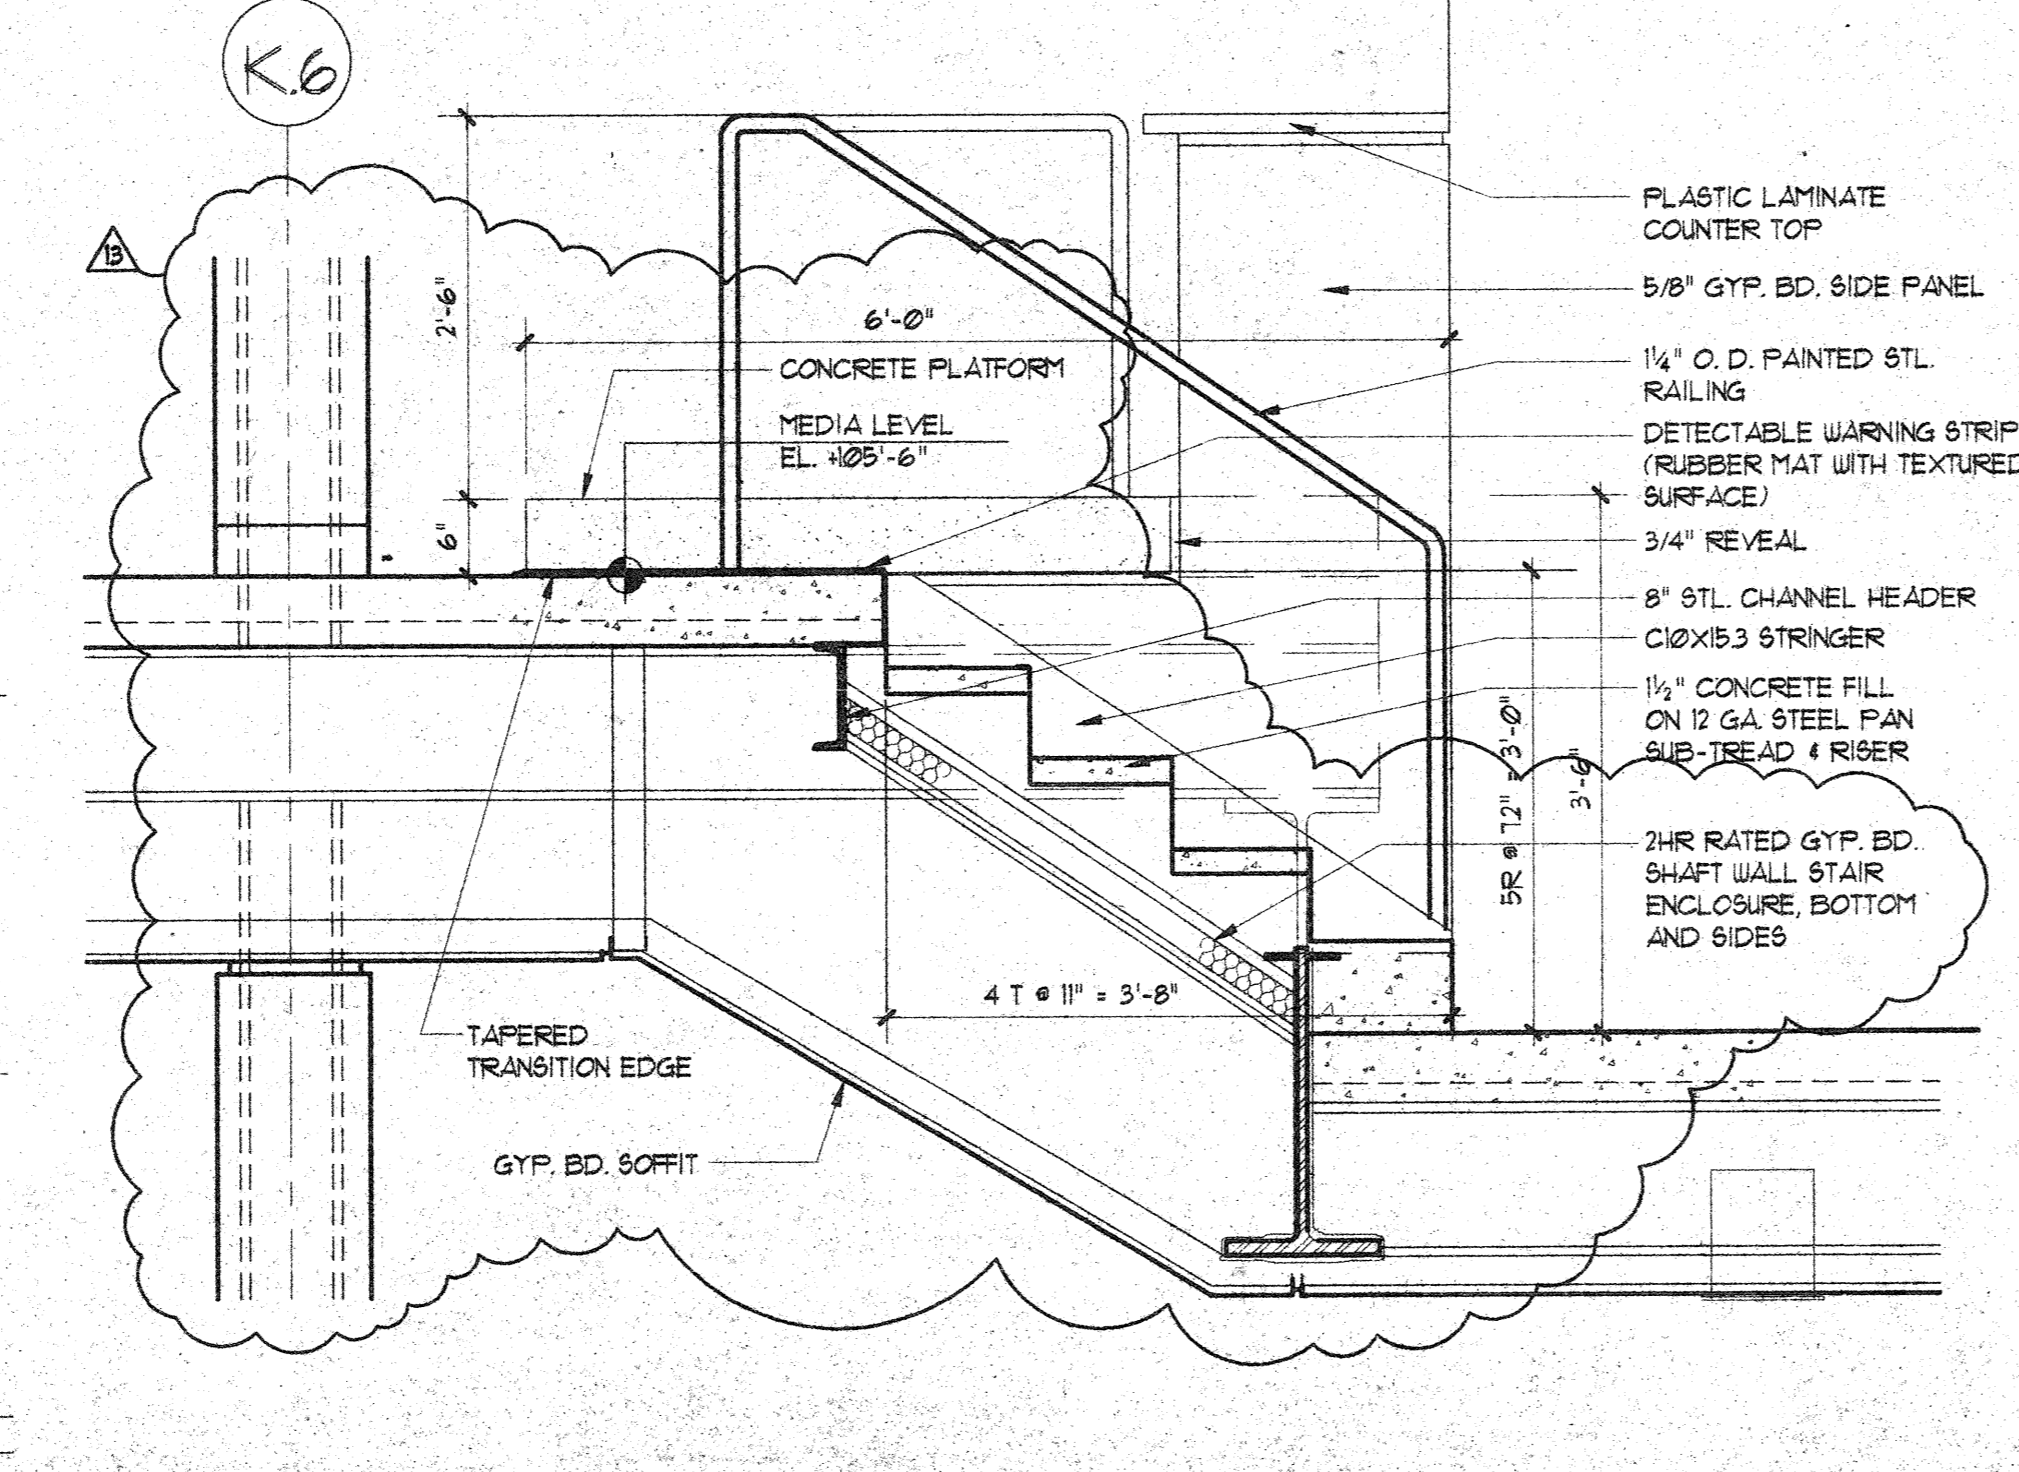 K.6
13
2'-6"
6"
6'-0"
CONCRETE PLATFORM
MEDIA LEVEL
EL. +105'-6"
PLASTIC LAMINATE
COUNTER TOP
5/8" GYP. BD. SIDE PANEL
1¼" O. D. PAINTED STL.
RAILING
DETECTABLE WARNING STRIP
(RUBBER MAT WITH TEXTURED
SURFACE)
3/4" REVEAL
8" STL. CHANNEL HEADER
C10X15.3 STRINGER
1½" CONCRETE FILL
ON 12 GA. STEEL PAN
SUB-TREAD & RISER
5R @ 7.2" = 3'-0"
3'-6"
2HR RATED GYP. BD.
SHAFT WALL STAIR
ENCLOSURE, BOTTOM
AND SIDES
4 T @ 11" = 3'-8"
TAPERED
TRANSITION EDGE
GYP. BD. SOFFIT